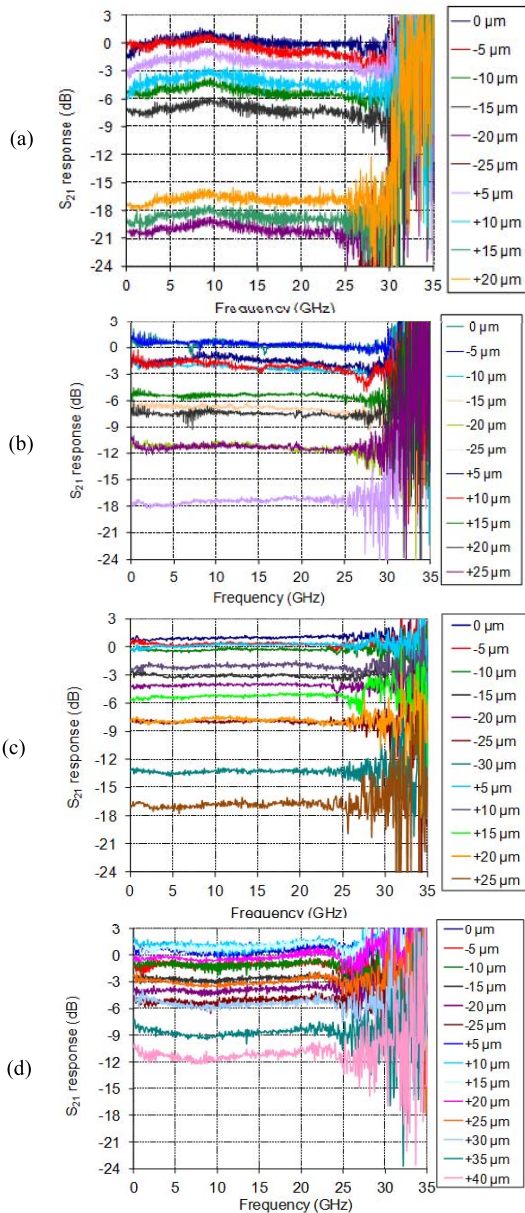 (a)
S21 response (dB)
3
0
-3
-6
-9
-12
-15
-18
-21
-24
0 5 10 15 20 25 30 35
Frequency (GHz)
0 µm
-5 µm
-10 µm
-15 µm
-20 µm
-25 µm
+5 µm
+10 µm
+15 µm
+20 µm
(b)
S21 response (dB)
3
0
-3
-6
-9
-12
-15
-18
-21
-24
0 5 10 15 20 25 30 35
Frequency (GHz)
0 µm
-5 µm
-10 µm
-15 µm
-20 µm
-25 µm
+5 µm
+10 µm
+15 µm
+20 µm
+25 µm
(c)
S21 response (dB)
3
0
-3
-6
-9
-12
-15
-18
-21
-24
0 5 10 15 20 25 30 35
Frequency (GHz)
0 µm
-5 µm
-10 µm
-15 µm
-20 µm
-25 µm
-30 µm
+5 µm
+10 µm
+15 µm
+20 µm
+25 µm
(d)
S21 response (dB)
3
0
-3
-6
-9
-12
-15
-18
-21
-24
0 5 10 15 20 25 30 35
Frequency (GHz)
0 µm
-5 µm
-10 µm
-15 µm
-20 µm
-25 µm
+5 µm
+10 µm
+15 µm
+20 µm
+25 µm
+30 µm
+35 µm
+40 µm